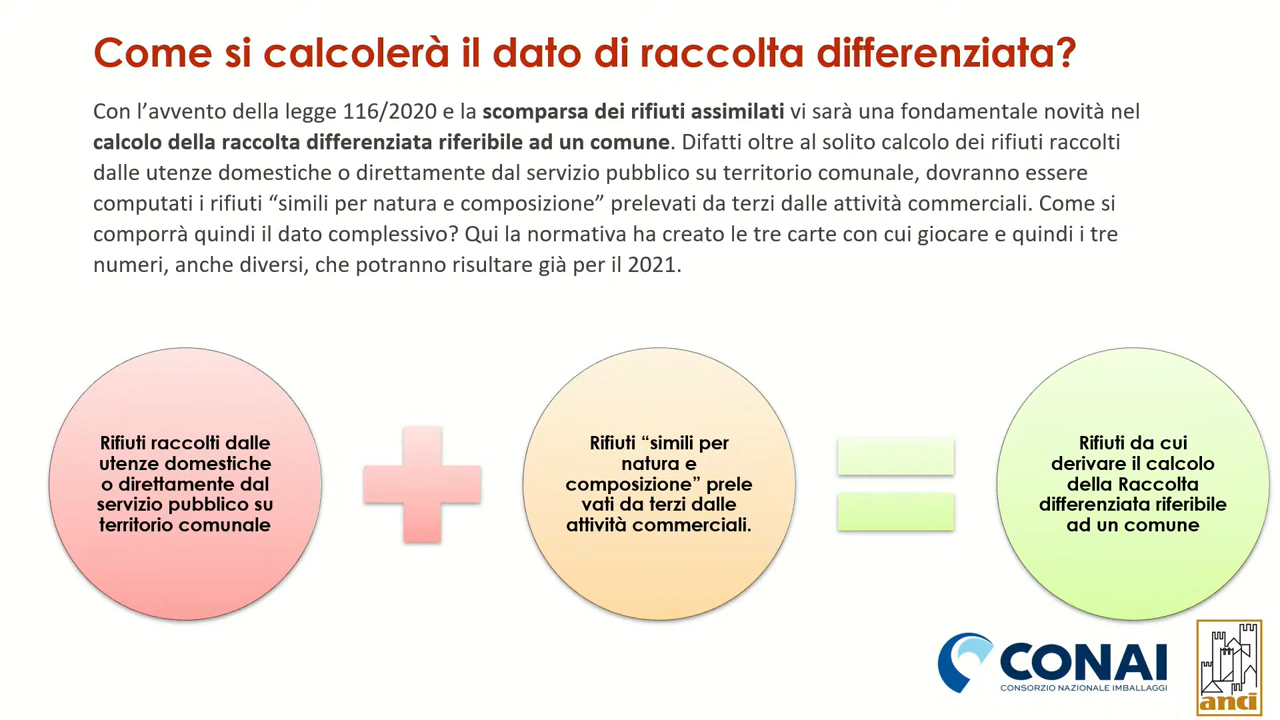 Come si calcolerà il dato di raccolta differenziata?
Con l’avvento della legge 116/2020 e la scomparsa dei rifiuti assimilati vi sarà una fondamentale novità nel
calcolo della raccolta differenziata riferibile ad un comune. Difatti oltre al solito calcolo dei rifiuti raccolti
dalle utenze domestiche o direttamente dal servizio pubblico su territorio comunale, dovranno essere
computati i rifiuti “simili per natura e composizione” prelevati da terzi dalle attività commerciali. Come si
comporrà quindi il dato complessivo? Qui la normativa ha creato le tre carte con cui giocare e quindi i tre
numeri, anche diversi, che potranno risultare già per il 2021.
Rifiuti raccolti dalle
utenze domestiche
o direttamente dal
servizio pubblico su
territorio comunale
Rifiuti “simili per
natura e
composizione” prele
vati da terzi dalle
attività commerciali.
Rifiuti da cui
derivare il calcolo
della Raccolta
differenziata riferibile
ad un comune
CONAI
CONSORZIO NAZIONALE IMBALLAGGI
anci